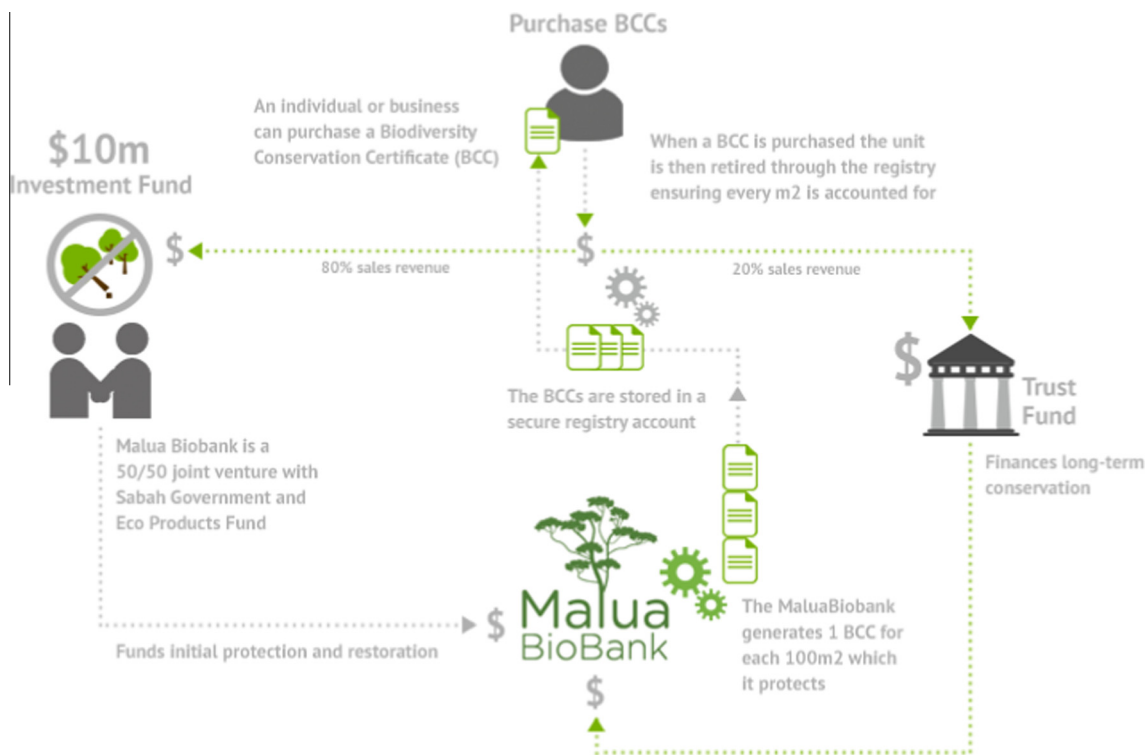 Purchase BCCs
An individual or business
can purchase a Biodiversity
Conservation Certificate (BCC)
When a BCC is purchased the unit
is then retired through the registry
ensuring every m2 is accounted for
$10m
Investment Fund
$
$
80% sales revenue
20% sales revenue
$
Trust
Fund
The BCCs are stored in a
secure registry account
Malua Biobank is a
50/50 joint venture with
Sabah Government and
Eco Products Fund
Finances long-term
conservation
$
Malua
BioBank
The MaluaBiobank
generates 1 BCC for
each 100m2 which
it protects
Funds initial protection and restoration
$